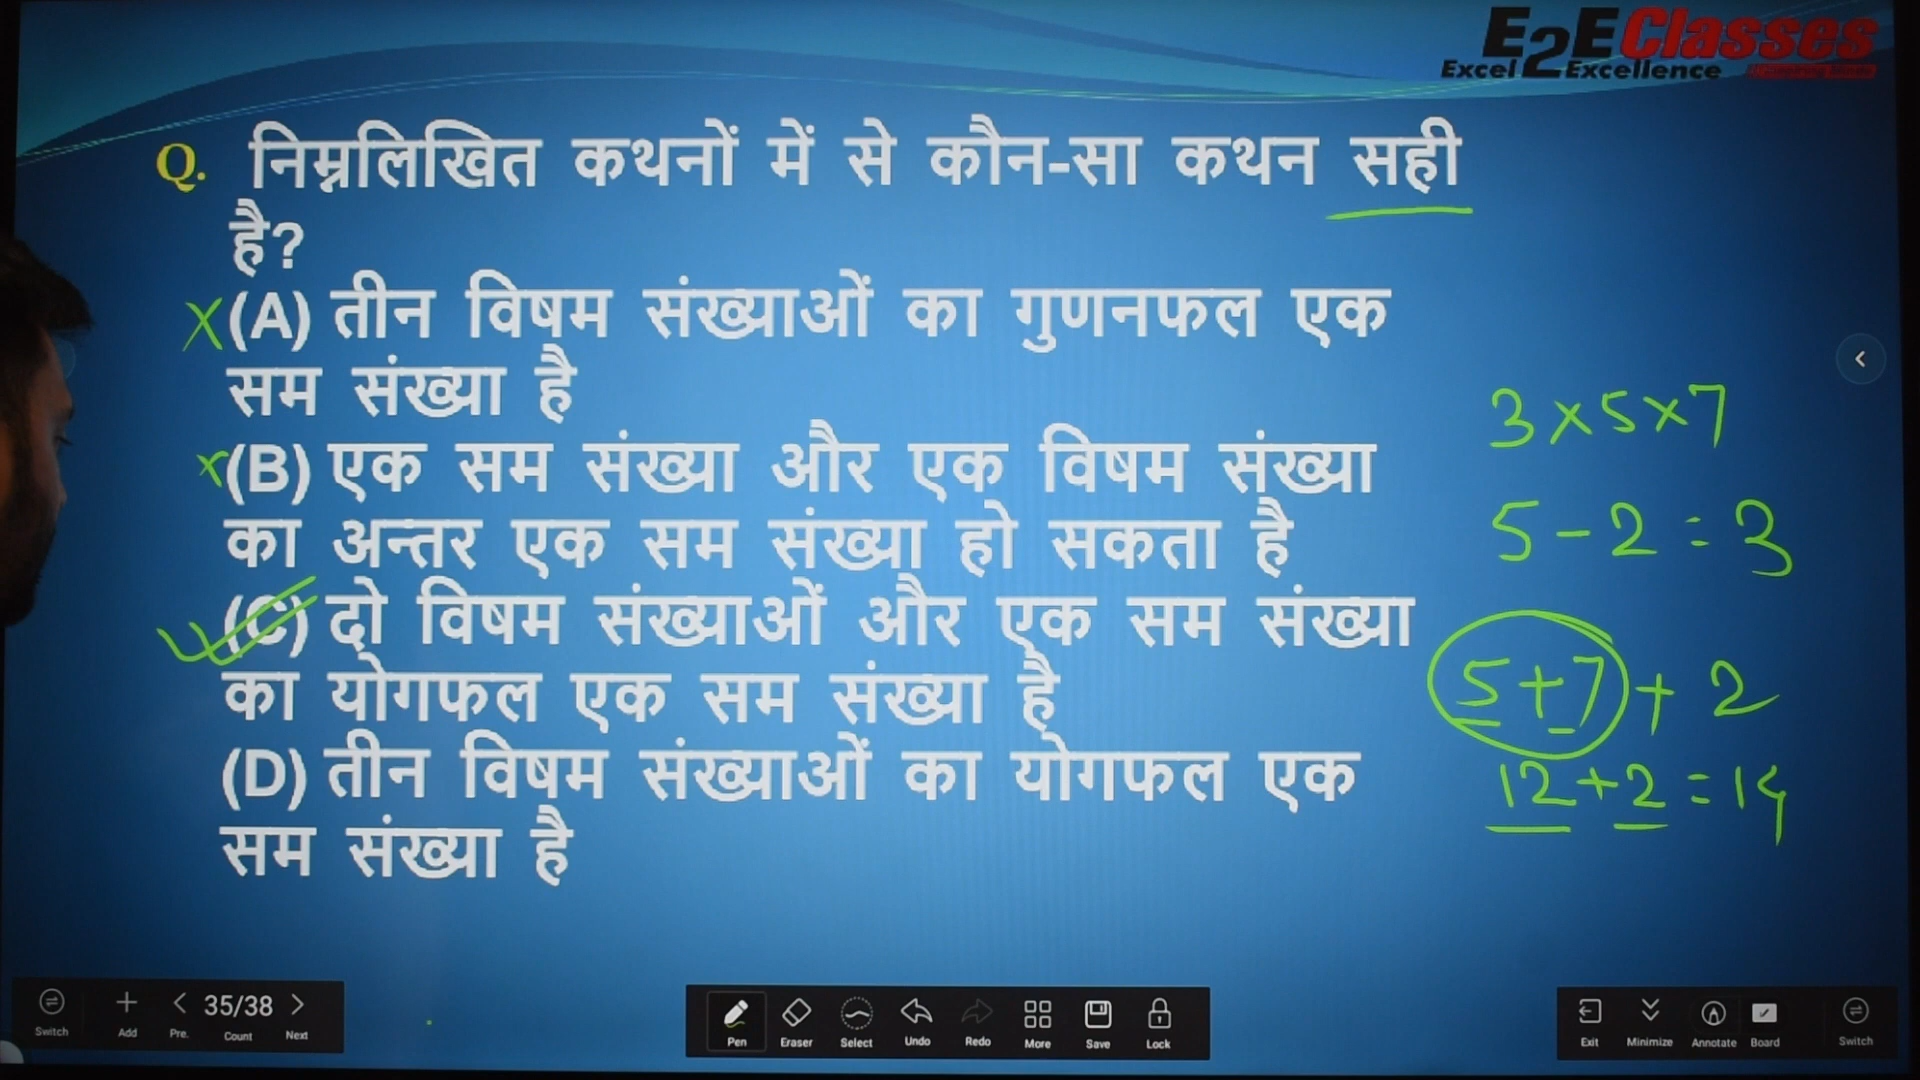 E2E Classes
Excel 2 Excellence
Q. निम्नलिखित कथनों में से कौन-सा कथन सही
है?
x (A) तीन विषम संख्याओं का गुणनफल एक
सम संख्या है
3 × 5 × 7
x (B) एक सम संख्या और एक विषम संख्या
का अन्तर एक सम संख्या हो सकता है
5 - 2 = 3
(C) दो विषम संख्याओं और एक सम संख्या
का योगफल एक सम संख्या है
5 + 7 + 2
(D) तीन विषम संख्याओं का योगफल एक
सम संख्या है
12 + 2 = 14
35/38
Switch Add Pre. Count Next
Pen Eraser Select Undo Redo More Save Lock
Exit Minimize Annotate Board Switch